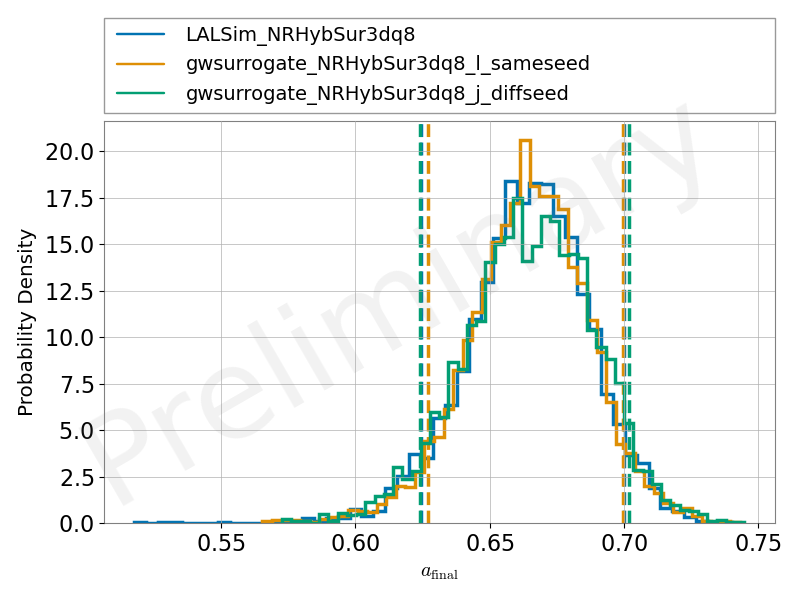 LALSim_NRHybSur3dq8
gwsurrogate_NRHybSur3dq8_l_sameseed
gwsurrogate_NRHybSur3dq8_j_diffseed
Preliminary
Probability Density
20.0
17.5
15.0
12.5
10.0
7.5
5.0
2.5
0.0
0.55 0.60 0.65 0.70 0.75
a_final